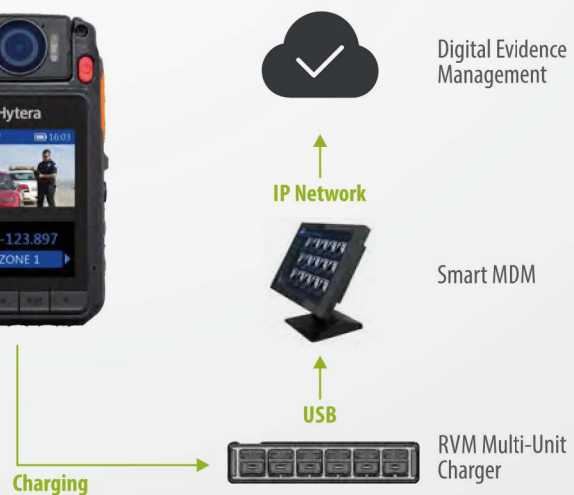 Hytera
16:03
-123.897
ZONE 1
Charging
Digital Evidence
Management
IP Network
Smart MDM
USB
RVM Multi-Unit
Charger